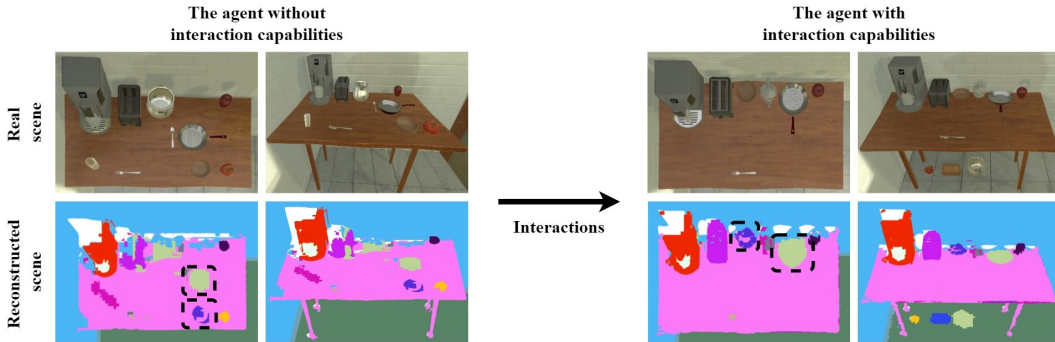 The agent without
interaction capabilities
The agent with
interaction capabilities
Real
scene
Interactions
Reconstructed
scene